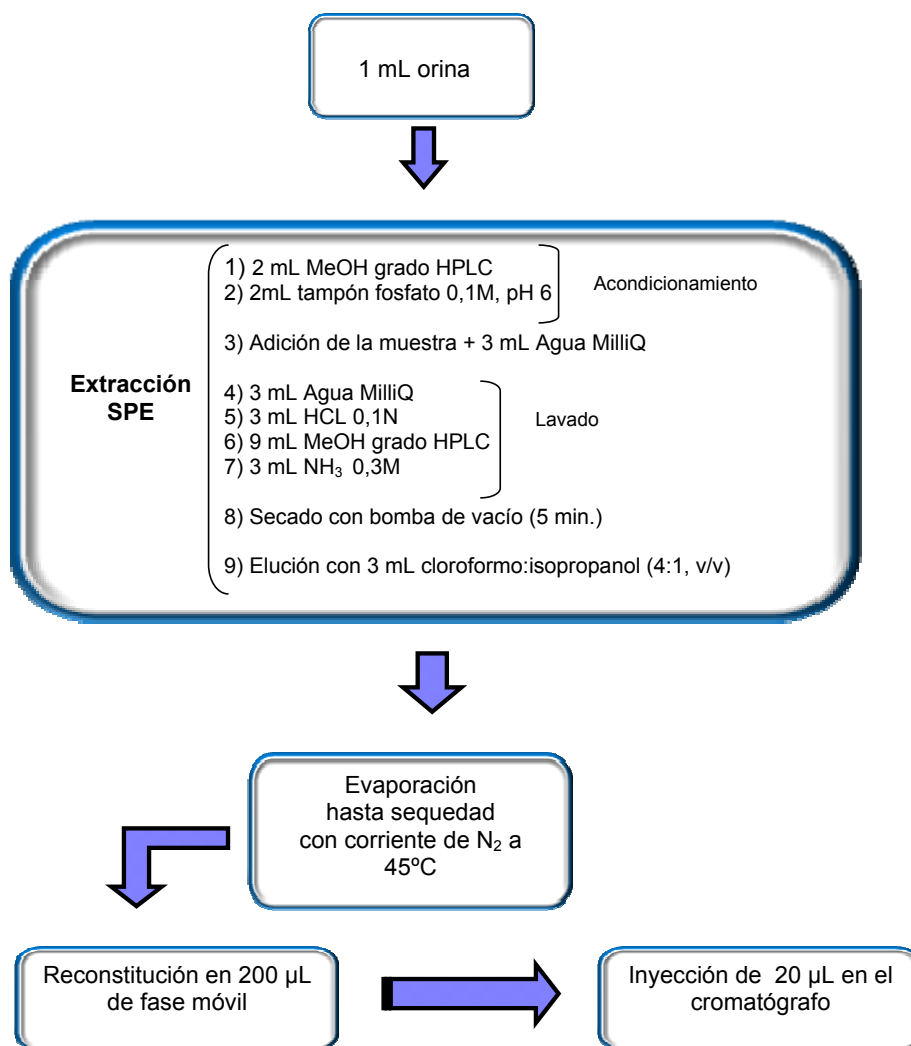 1 mL orina
1) 2 mL MeOH grado HPLC
2) 2mL tampón fosfato 0,1M, pH 6
Acondicionamiento
3) Adición de la muestra + 3 mL Agua MilliQ
Extracción
SPE
4) 3 mL Agua MilliQ
5) 3 mL HCL 0,1N
6) 9 mL MeOH grado HPLC
7) 3 mL NH₃ 0,3M
Lavado
8) Secado con bomba de vacío (5 min.)
9) Elución con 3 mL cloroformo:isopropanol (4:1, v/v)
Evaporación
hasta sequedad
con corriente de N₂ a
45ºC
Reconstitución en 200 µL
de fase móvil
Inyección de 20 µL en el
cromatógrafo